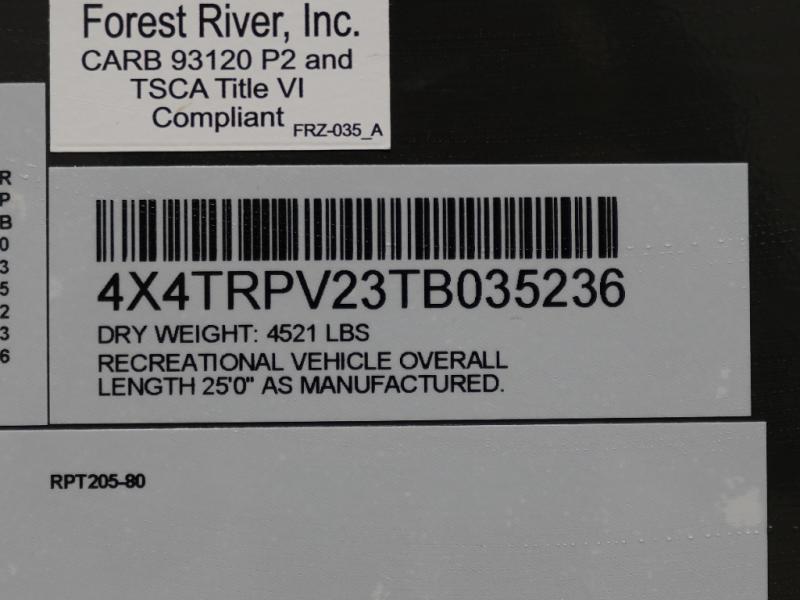 Forest River, Inc.
CARB 93120 P2 and
TSCA Title VI
Compliant
FRZ-035_A
R
P
B
0
3
5
2
3
6
4X4TRPV23TB035236
DRY WEIGHT: 4521 LBS
RECREATIONAL VEHICLE OVERALL
LENGTH 25'0" AS MANUFACTURED.
RPT205-80